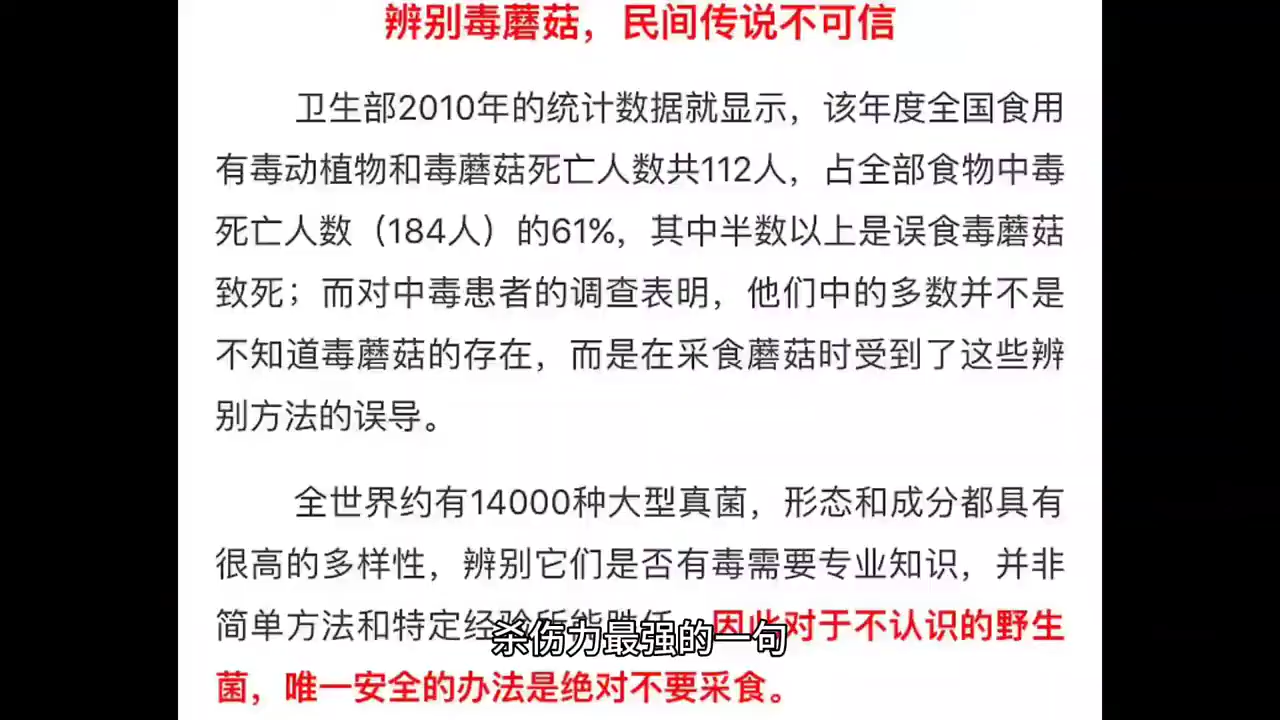 辨别毒蘑菇，民间传说不可信
卫生部2010年的统计数据就显示，该年度全国食用
有毒动植物和毒蘑菇死亡人数共112人，占全部食物中毒
死亡人数（184人）的61%，其中半数以上是误食毒蘑菇
致死；而对中毒患者的调查表明，他们中的多数并不是
不知道毒蘑菇的存在，而是在采食蘑菇时受到了这些辨
别方法的误导。
全世界约有14000种大型真菌，形态和成分都具有
很高的多样性，辨别它们是否有毒需要专业知识，并非
简单方法和特定经验所能胜任。因此对于不认识的野生
菌，唯一安全的办法是绝对不要采食。
杀伤力最强的一句